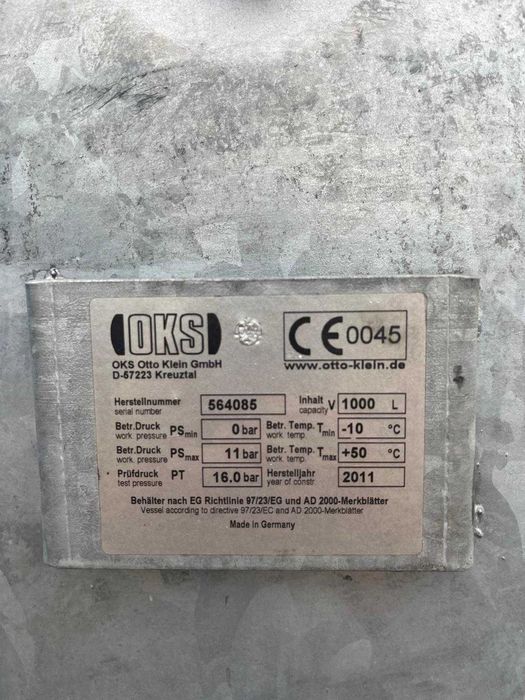 OKS
CE 0045
OKS Otto Klein GmbH
D-57223 Kreuztal
www.otto-klein.de
Herstellnummer 564085 Inhalt V 1000 L
serial number capacity
Betr.Druck PSmin 0 bar Betr. Temp. Tmin -10 °C
work. pressure work. temp.
Betr.Druck PSmax 11 bar Betr. Temp. Tmax +50 °C
work. pressure work. temp.
Prüfdruck PT 16.0 bar Herstelljahr 2011
test pressure year of constr.
Behälter nach EG Richtlinie 97/23/EG und AD 2000-Merkblätter
Vessel according to directive 97/23/EC and AD 2000-Merkblätter
Made in Germany